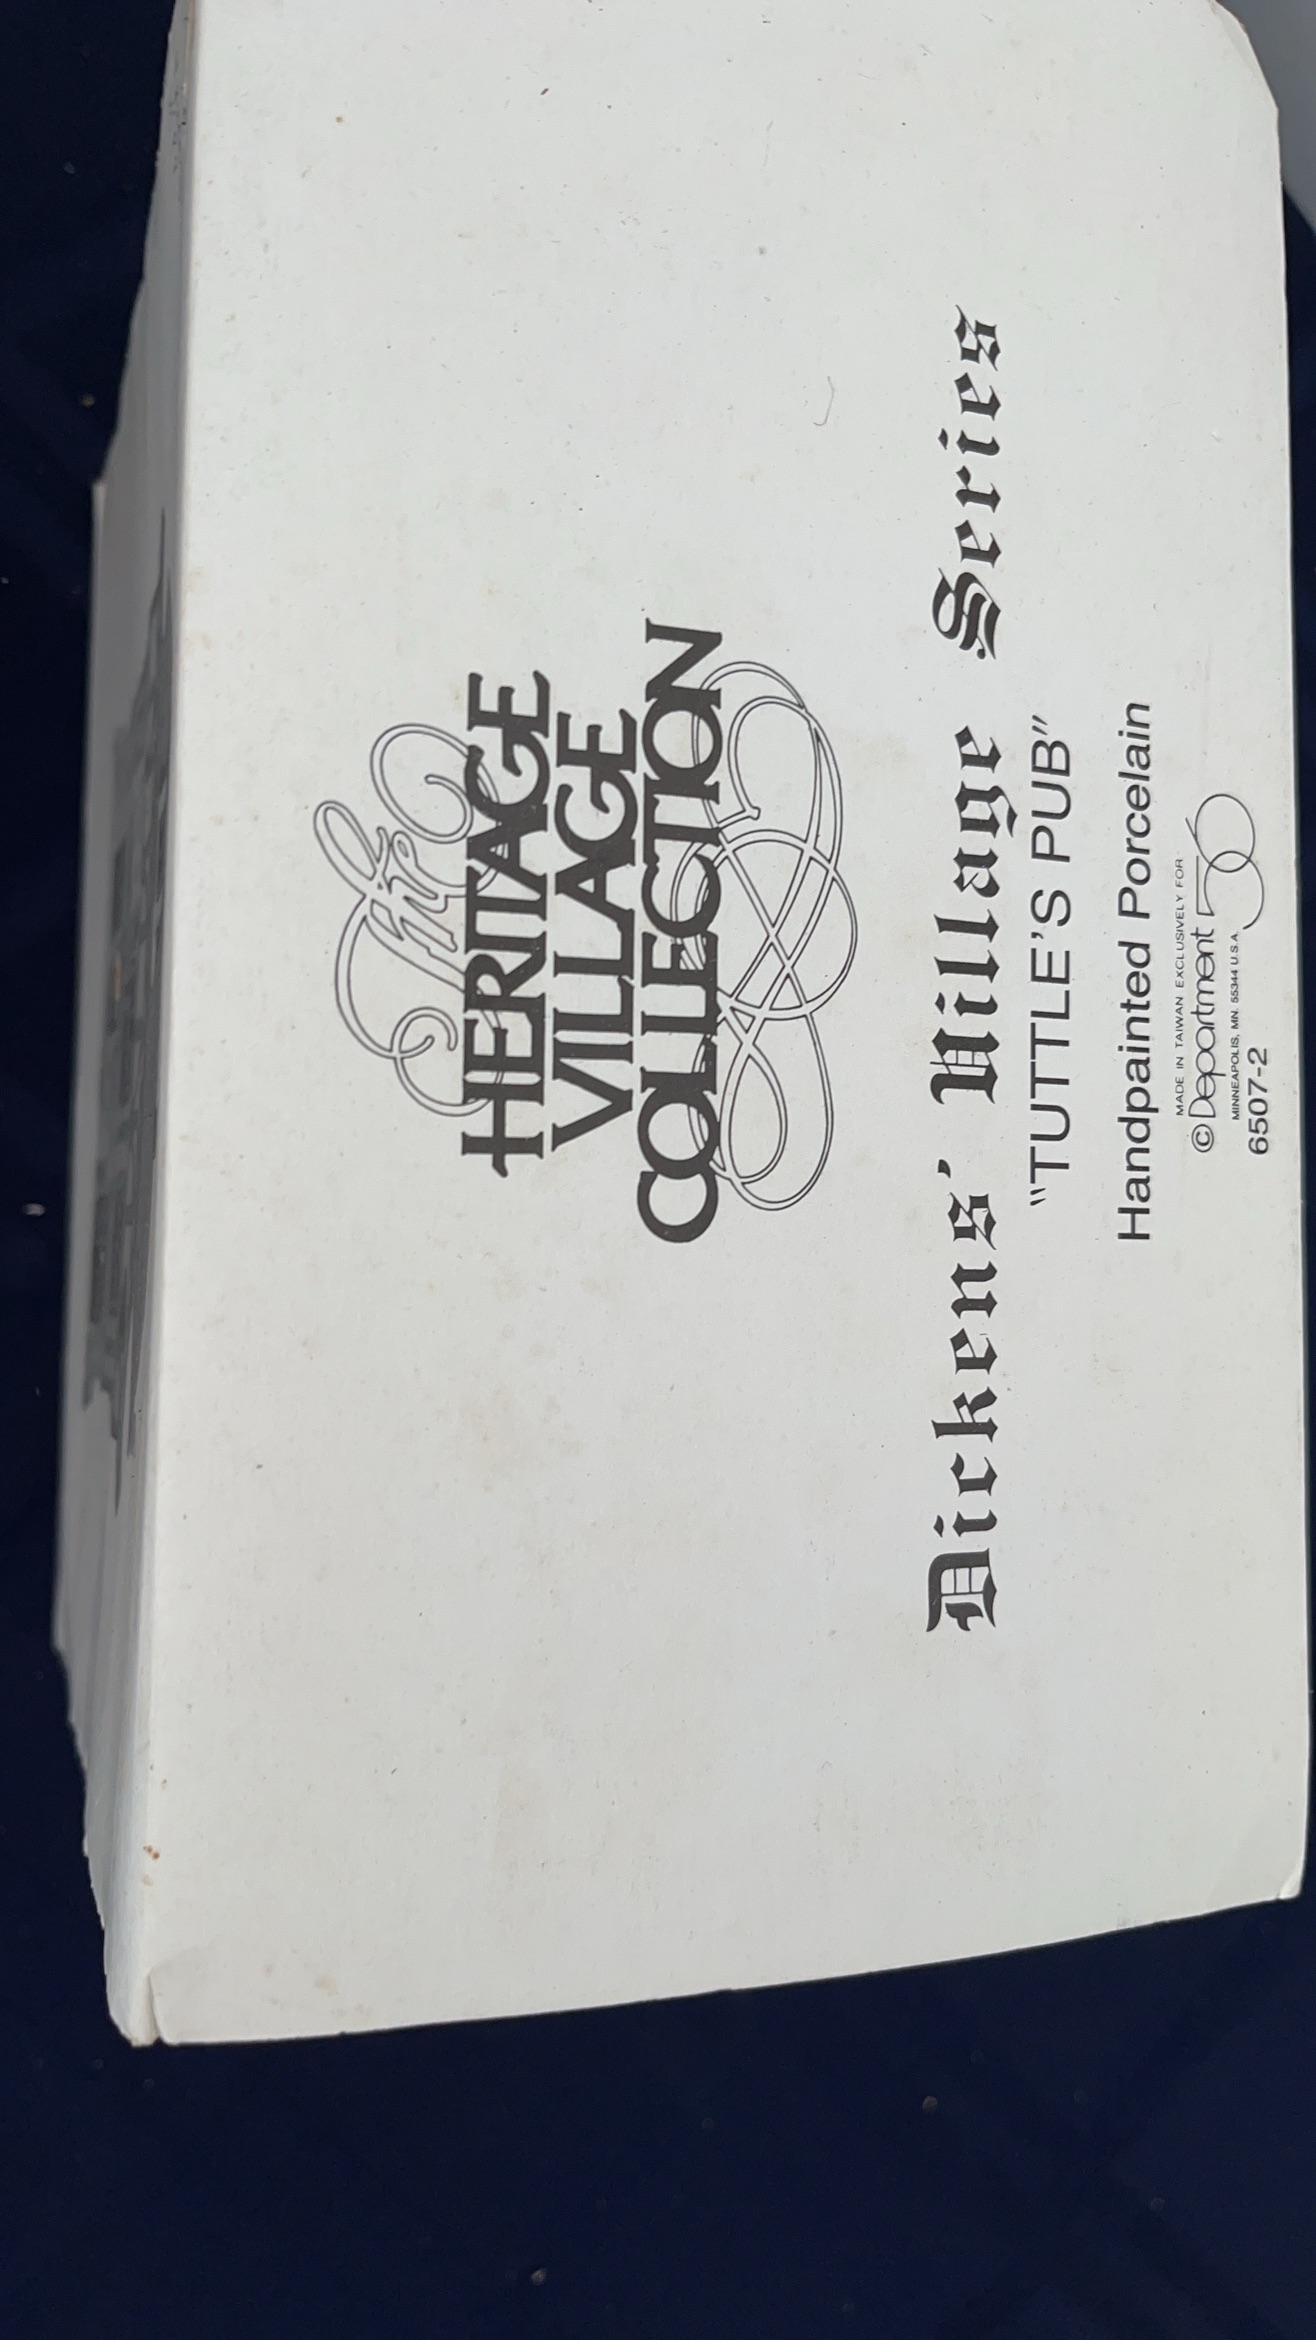 The
HERITAGE
VILLAGE
COLLECTION
Dickens' Village Series
"TUTTLE'S PUB"
Handpainted Porcelain
MADE IN TAIWAN EXCLUSIVELY FOR
© Department 56
MINNEAPOLIS, MN. 55344 U.S.A.
6507-2